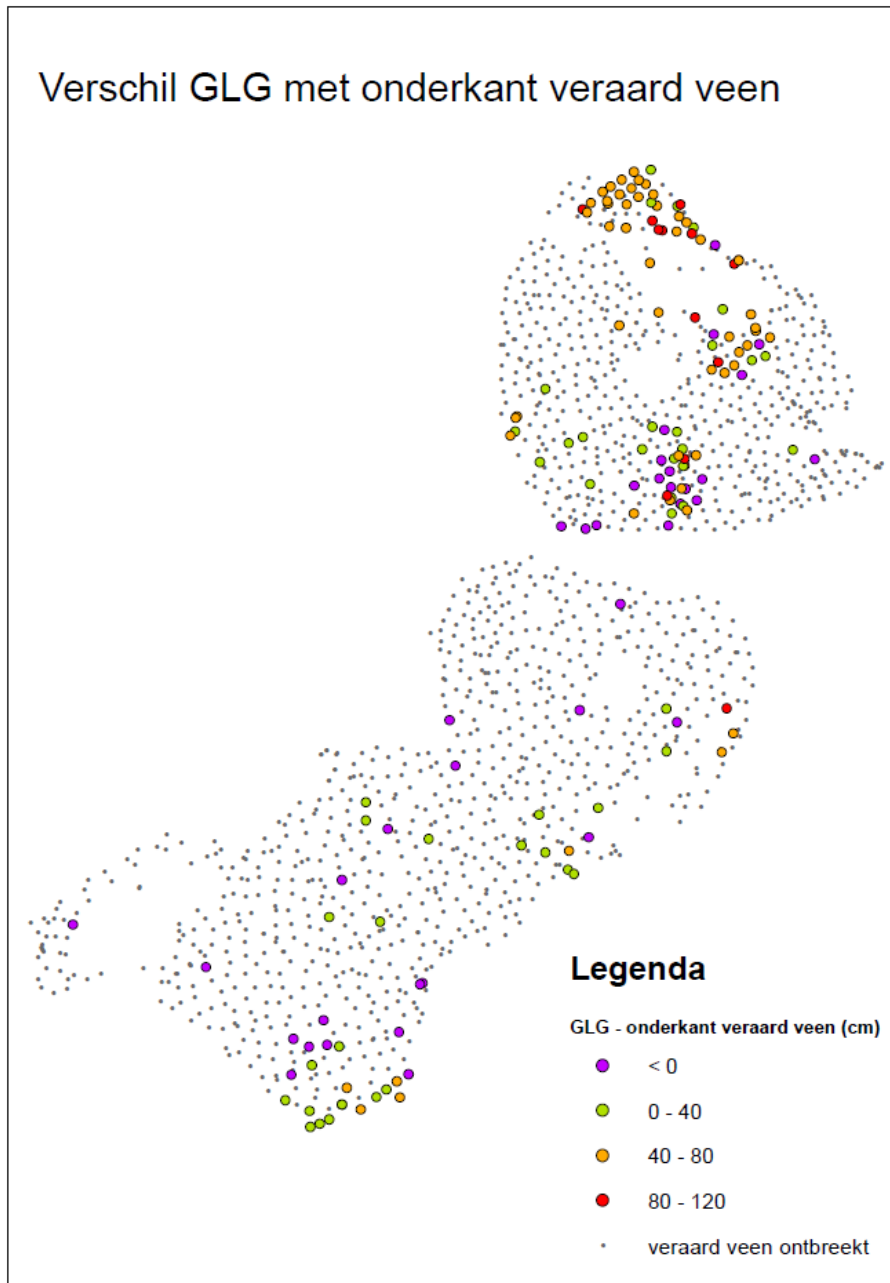 Verschil GLG met onderkant veraard veen
Legenda
GLG - onderkant veraard veen (cm)
< 0
0 - 40
40 - 80
80 - 120
veraard veen ontbreekt